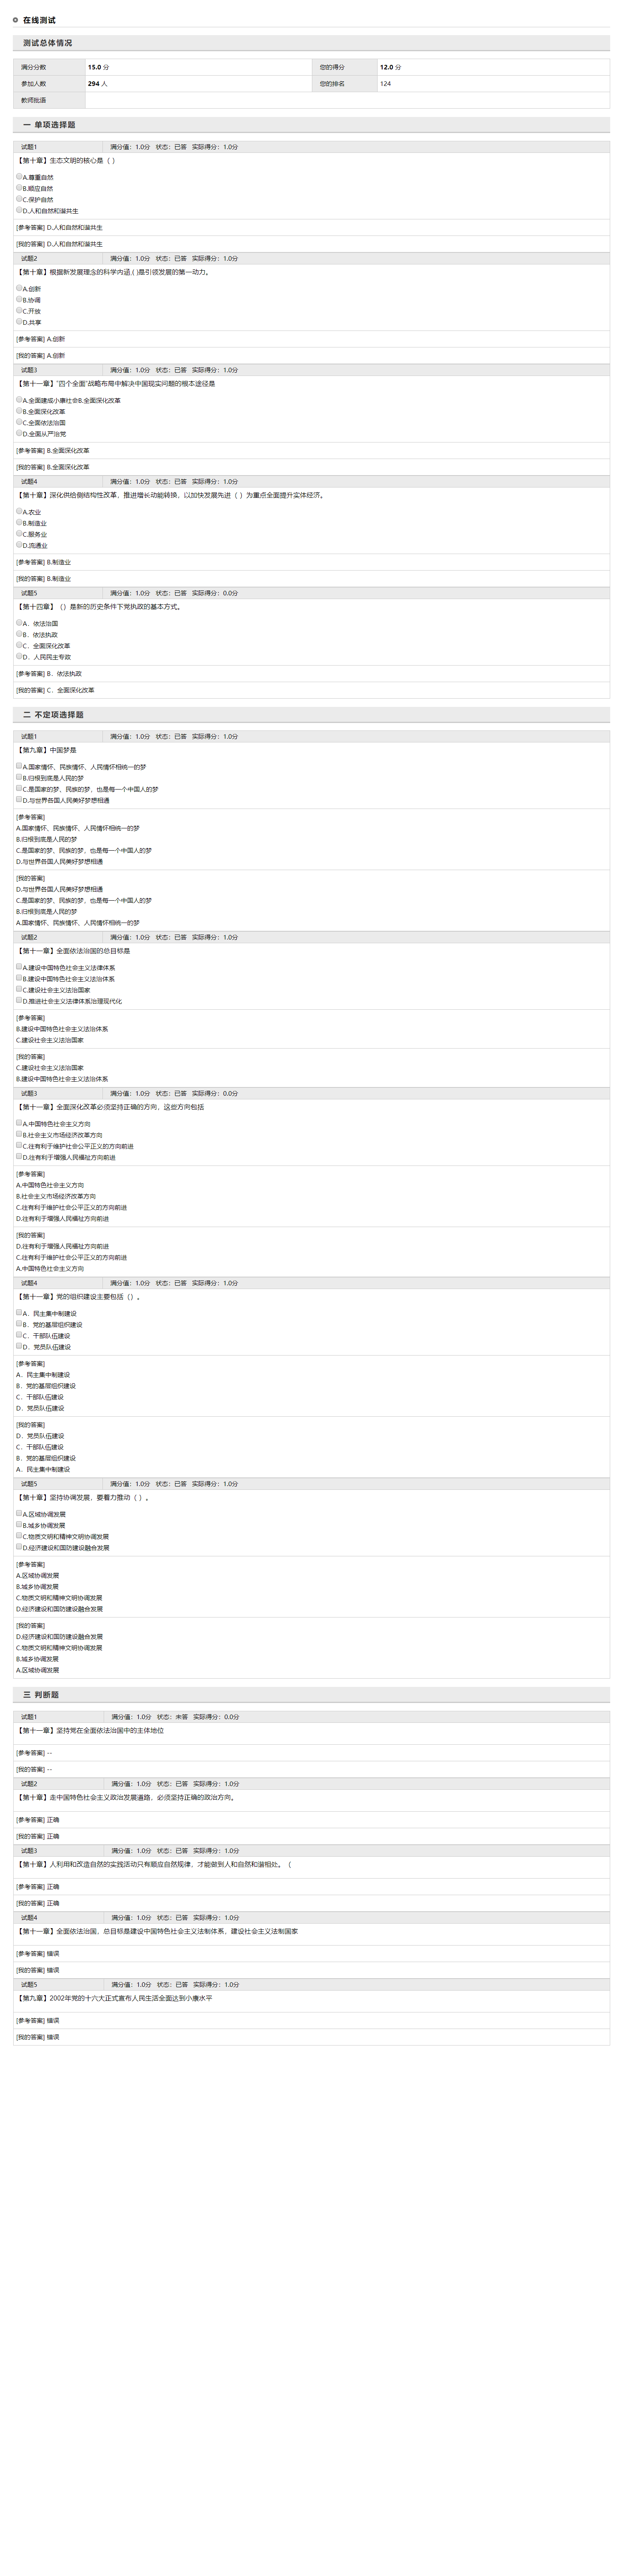 在线测试
测试总体情况
满分分数 15.0 分 您的得分 12.0 分
参加人数 294 人 您的排名 124
教师批语
一 单项选择题
试题1 满分值：1.0分 状态：已答 实际得分：1.0分
【第十章】生态文明的核心是（ ）
A.尊重自然
B.顺应自然
C.保护自然
D.人和自然和谐共生
[参考答案] D.人和自然和谐共生
[我的答案] D.人和自然和谐共生
试题2 满分值：1.0分 状态：已答 实际得分：1.0分
【第十章】根据新发展理念的科学内涵,( )是引领发展的第一动力。
A.创新
B.协调
C.开放
D.共享
[参考答案] A.创新
[我的答案] A.创新
试题3 满分值：1.0分 状态：已答 实际得分：1.0分
【第十一章】"四个全面"战略布局中解决中国现实问题的根本途径是
A.全面建成小康社会B.全面深化改革
B.全面深化改革
C.全面依法治国
D.全面从严治党
[参考答案] B.全面深化改革
[我的答案] B.全面深化改革
试题4 满分值：1.0分 状态：已答 实际得分：1.0分
【第十章】深化供给侧结构性改革，推进增长动能转换，以加快发展先进（ ）为重点全面提升实体经济。
A.农业
B.制造业
C.服务业
D.流通业
[参考答案] B.制造业
[我的答案] B.制造业
试题5 满分值：1.0分 状态：已答 实际得分：0.0分
【第十四章】（）是新的历史条件下党执政的基本方式。
A．依法治国
B．依法执政
C．全面深化改革
D．人民民主专政
[参考答案] B．依法执政
[我的答案] C．全面深化改革
二 不定项选择题
试题1 满分值：1.0分 状态：已答 实际得分：1.0分
【第九章】中国梦是
A.国家情怀、民族情怀、人民情怀相统一的梦
B.归根到底是人民的梦
C.是国家的梦、民族的梦，也是每一个中国人的梦
D.与世界各国人民美好梦想相通
[参考答案]
A.国家情怀、民族情怀、人民情怀相统一的梦
B.归根到底是人民的梦
C.是国家的梦、民族的梦，也是每一个中国人的梦
D.与世界各国人民美好梦想相通
[我的答案]
D.与世界各国人民美好梦想相通
C.是国家的梦、民族的梦，也是每一个中国人的梦
B.归根到底是人民的梦
A.国家情怀、民族情怀、人民情怀相统一的梦
试题2 满分值：1.0分 状态：已答 实际得分：1.0分
【第十一章】全面依法治国的总目标是
A.建设中国特色社会主义法律体系
B.建设中国特色社会主义法治体系
C.建设社会主义法治国家
D.推进社会主义法律体系治理现代化
[参考答案]
B.建设中国特色社会主义法治体系
C.建设社会主义法治国家
[我的答案]
C.建设社会主义法治国家
B.建设中国特色社会主义法治体系
试题3 满分值：1.0分 状态：已答 实际得分：0.0分
【第十一章】全面深化改革必须坚持正确的方向，这些方向包括
A.中国特色社会主义方向
B.社会主义市场经济改革方向
C.往有利于维护社会公平正义的方向前进
D.往有利于增强人民福祉方向前进
[参考答案]
A.中国特色社会主义方向
B.社会主义市场经济改革方向
C.往有利于维护社会公平正义的方向前进
D.往有利于增强人民福祉方向前进
[我的答案]
D.往有利于增强人民福祉方向前进
C.往有利于维护社会公平正义的方向前进
A.中国特色社会主义方向
试题4 满分值：1.0分 状态：已答 实际得分：1.0分
【第十一章】党的组织建设主要包括（）。
A．民主集中制建设
B．党的基层组织建设
C．干部队伍建设
D．党员队伍建设
[参考答案]
A．民主集中制建设
B．党的基层组织建设
C．干部队伍建设
D．党员队伍建设
[我的答案]
D．党员队伍建设
C．干部队伍建设
B．党的基层组织建设
A．民主集中制建设
试题5 满分值：1.0分 状态：已答 实际得分：1.0分
【第十章】坚持协调发展，要着力推动（ ）。
A.区域协调发展
B.城乡协调发展
C.物质文明和精神文明协调发展
D.经济建设和国防建设融合发展
[参考答案]
A.区域协调发展
B.城乡协调发展
C.物质文明和精神文明协调发展
D.经济建设和国防建设融合发展
[我的答案]
D.经济建设和国防建设融合发展
C.物质文明和精神文明协调发展
B.城乡协调发展
A.区域协调发展
三 判断题
试题1 满分值：1.0分 状态：未答 实际得分：0.0分
【第十一章】坚持党在全面依法治国中的主体地位
[参考答案] --
[我的答案] --
试题2 满分值：1.0分 状态：已答 实际得分：1.0分
【第十章】走中国特色社会主义政治发展道路，必须坚持正确的政治方向。
[参考答案] 正确
[我的答案] 正确
试题3 满分值：1.0分 状态：已答 实际得分：1.0分
【第十章】人利用和改造自然的实践活动只有顺应自然规律，才能做到人和自然和谐相处。（
[参考答案] 正确
[我的答案] 正确
试题4 满分值：1.0分 状态：已答 实际得分：1.0分
【第十一章】全面依法治国，总目标是建设中国特色社会主义法制体系，建设社会主义法制国家
[参考答案] 错误
[我的答案] 错误
试题5 满分值：1.0分 状态：已答 实际得分：1.0分
【第九章】2002年党的十六大正式宣布人民生活全面达到小康水平
[参考答案] 错误
[我的答案] 错误